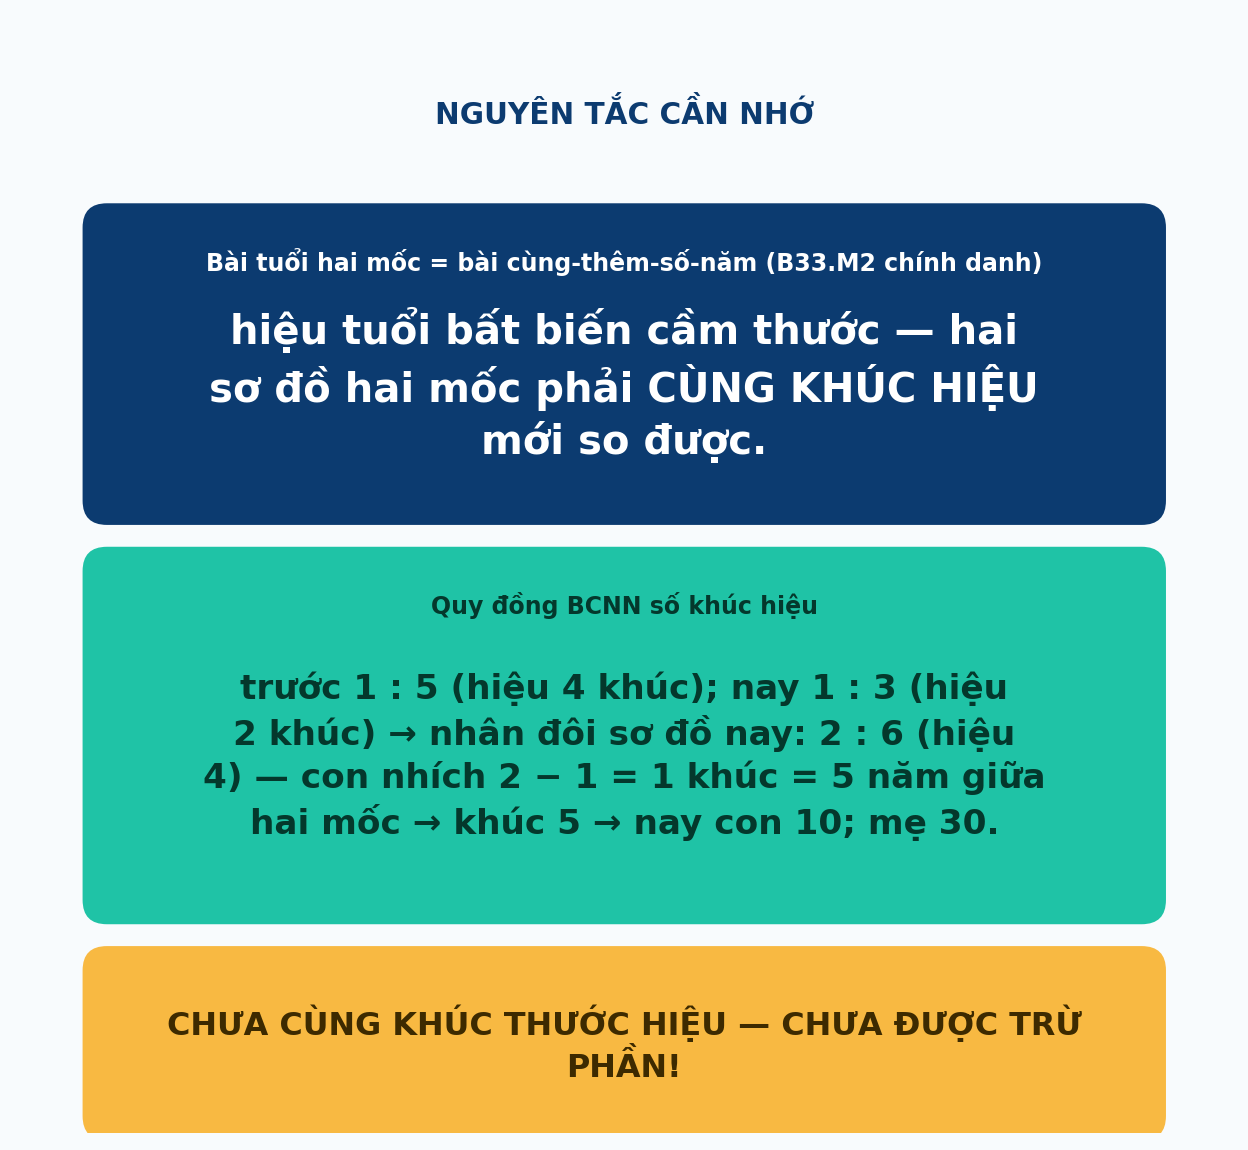 NGUYÊN TẮC CẦN NHỚ
Bài tuổi hai mốc = bài cùng-thêm-số-năm (B33.M2 chính danh)
hiệu tuổi bất biến cầm thước — hai
sơ đồ hai mốc phải CÙNG KHÚC HIỆU
mới so được.
Quy đồng BCNN số khúc hiệu
trước 1 : 5 (hiệu 4 khúc); nay 1 : 3 (hiệu
2 khúc) → nhân đôi sơ đồ nay: 2 : 6 (hiệu
4) — con nhích 2 − 1 = 1 khúc = 5 năm giữa
hai mốc → khúc 5 → nay con 10; mẹ 30.
CHƯA CÙNG KHÚC THƯỚC HIỆU — CHƯA ĐƯỢC TRỪ
PHẦN!